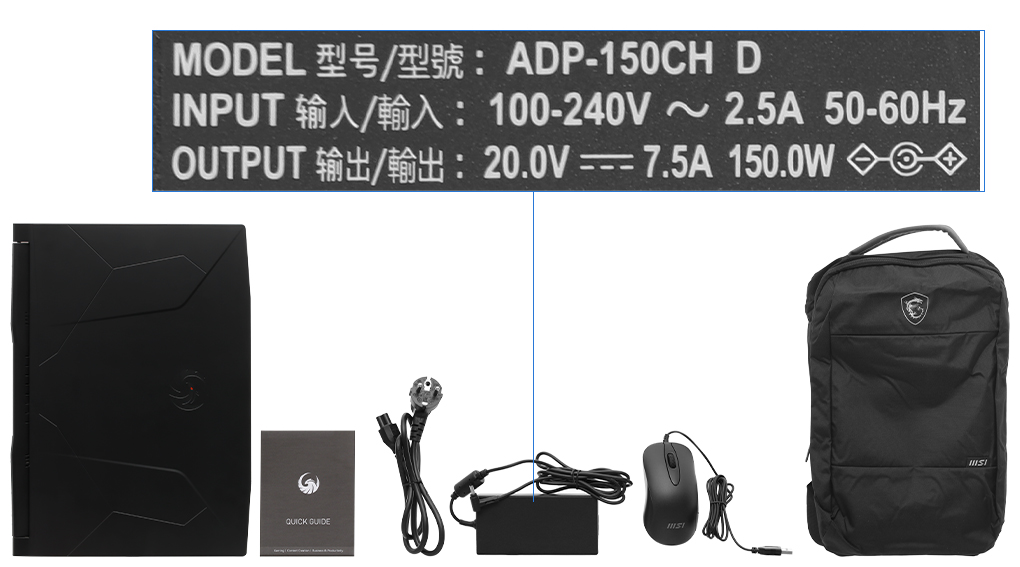 MODEL 型号/型號： ADP-150CH D
INPUT 输入/輸入： 100-240V ～ 2.5A 50-60Hz
OUTPUT 输出/輸出： 20.0V ⎓ 7.5A 150.0W
QUICK GUIDE
msi
msi